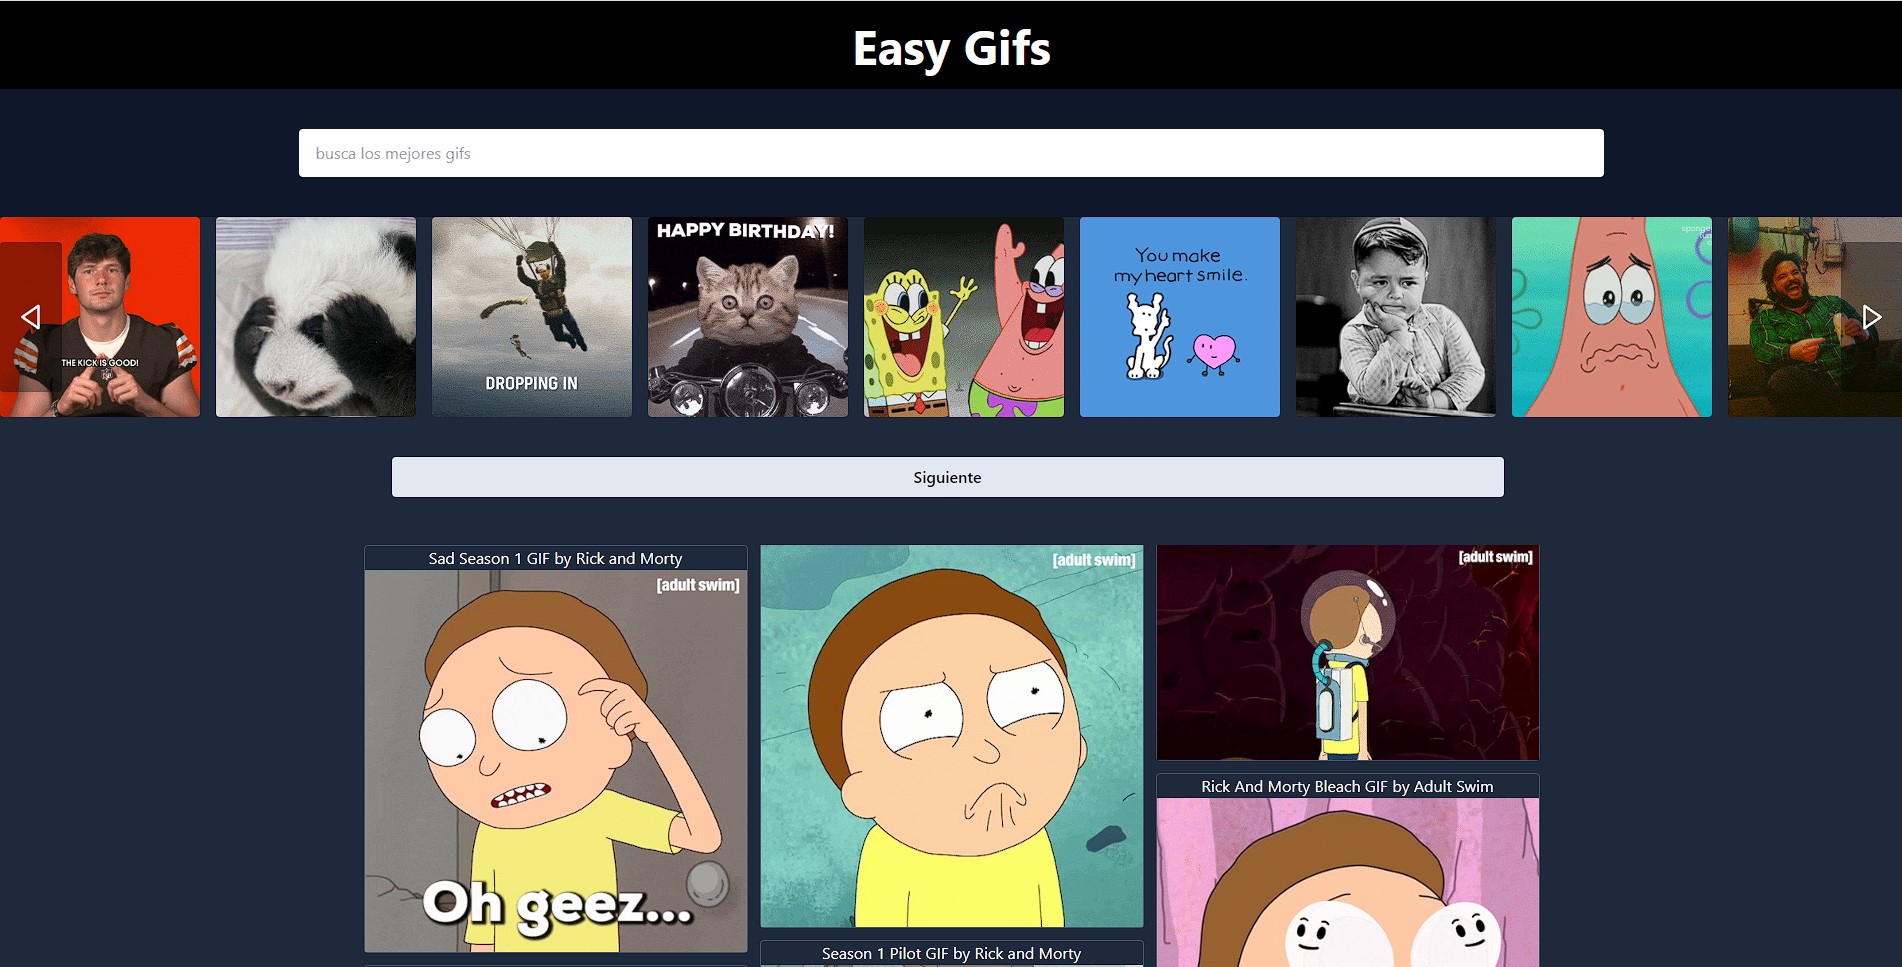 Easy Gifs
busca los mejores gifs
THE KICK IS GOOD!
DROPPING IN
HAPPY BIRTHDAY!
You make
my heart smile.
Siguiente
Sad Season 1 GIF by Rick and Morty
[adult swim]
Oh geez...
[adult swim]
Season 1 Pilot GIF by Rick and Morty
[adult swim]
Rick And Morty Bleach GIF by Adult Swim